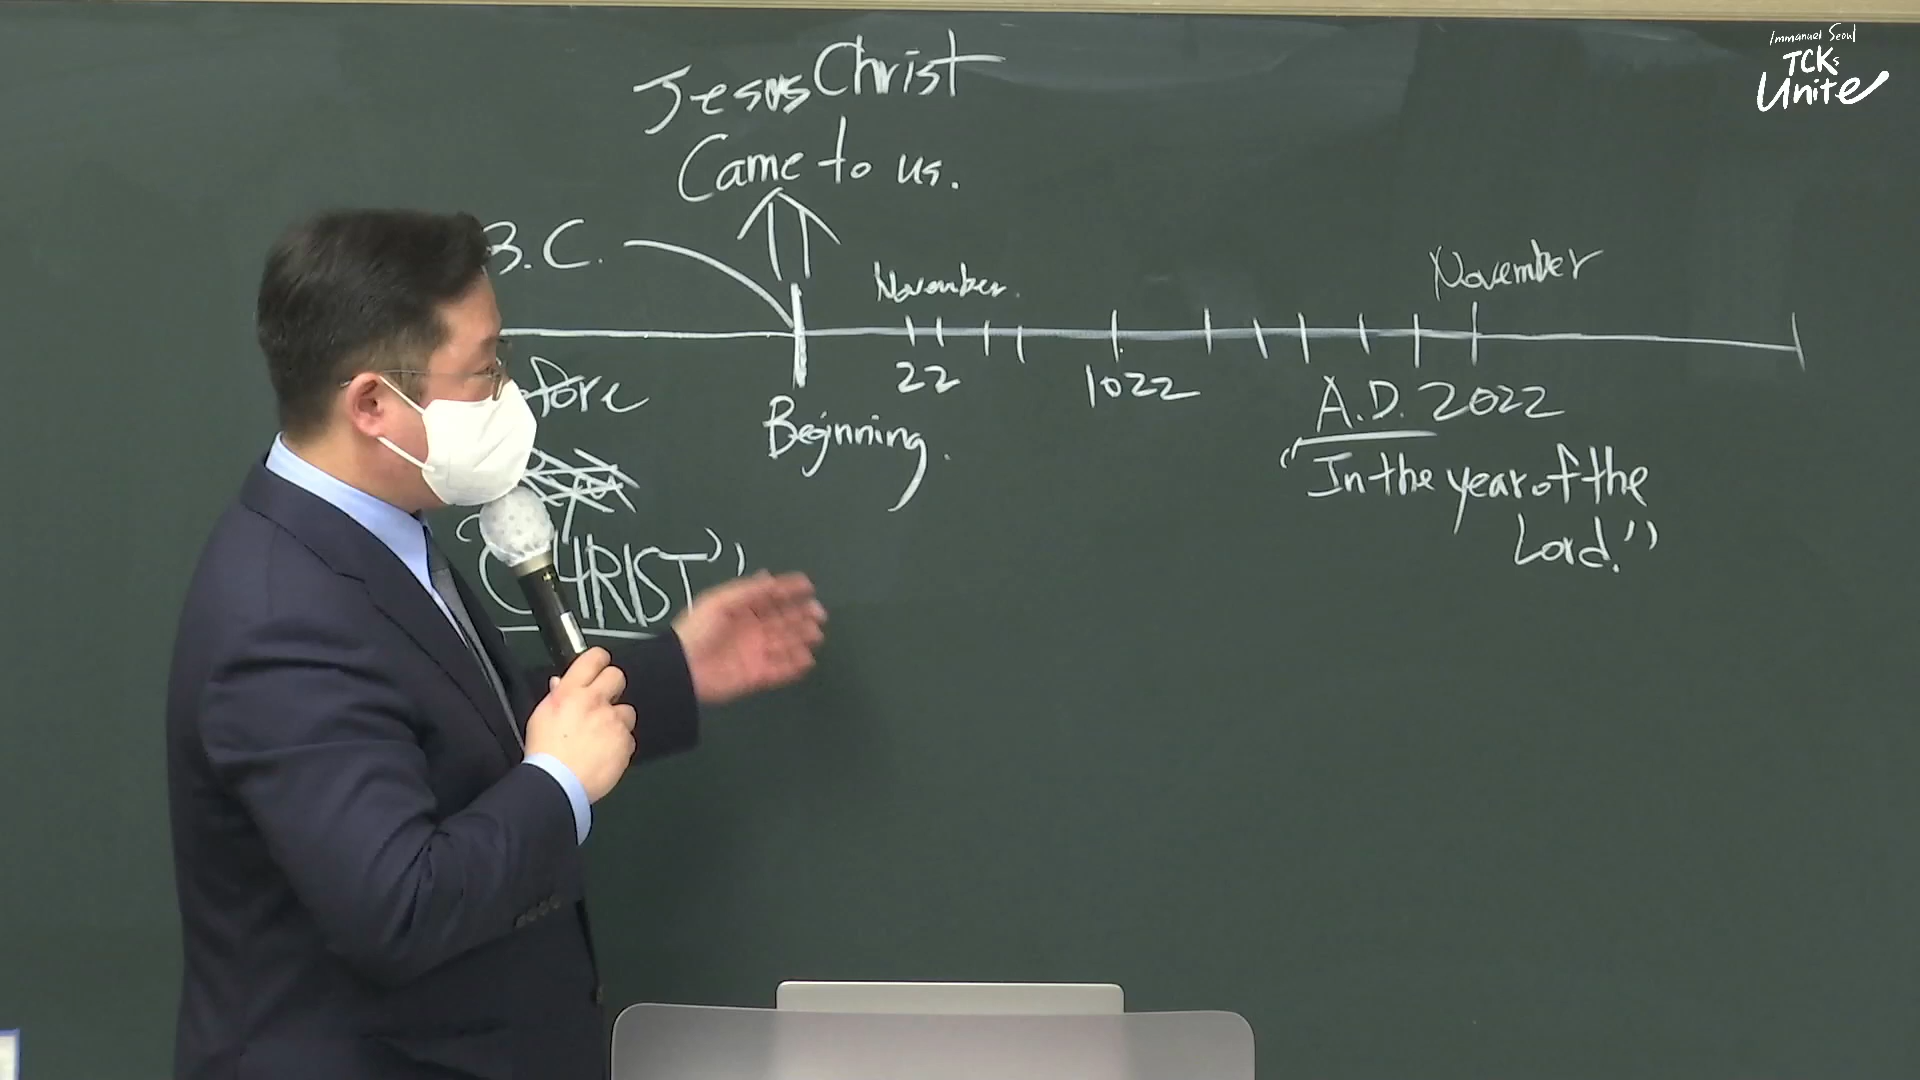 Immanuel Seoul
TCKs
Unite
Jesus Christ
Came to us.
B.C.
November.
November
22
1022
A.D. 2022
Beginning.
"In the year of the
Lord."
CHRIST"